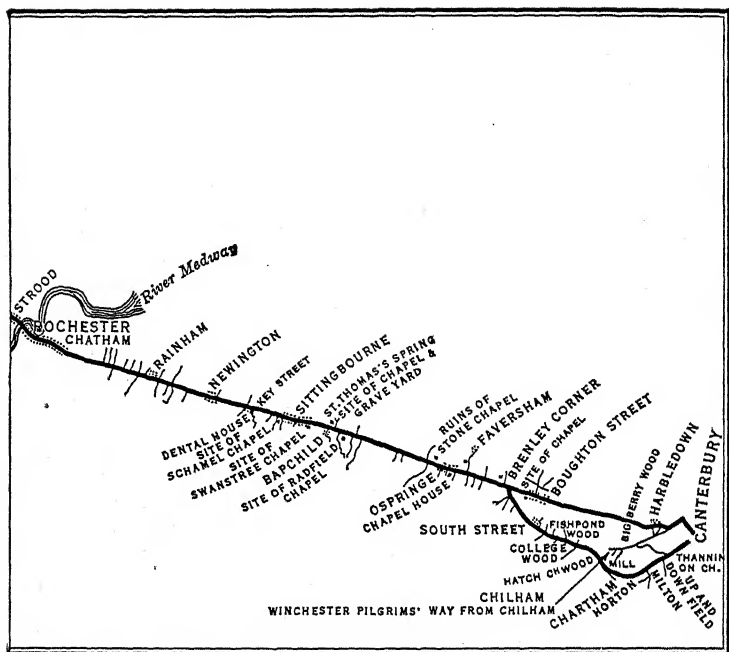 STROOD
River Medway
ROCHESTER
CHATHAM
RAINHAM
NEWINGTON
KEY STREET
DENTAL HOUSE
SITE OF
SCHAMEL CHAPEL
SITTINGBOURNE
SITE OF
SWANSTREE CHAPEL
ST. THOMAS'S SPRING
SITE OF CHAPEL &
GRAVE YARD
BAPCHILD
SITE OF RADFIELD
CHAPEL
RUINS OF
STONE CHAPEL
OSPRINGE
CHAPEL HOUSE
FAVERSHAM
BRENLEY CORNER
SITE OF CHAPEL
BOUGHTON STREET
SOUTH STREET
FISHPOND
WOOD
COLLEGE
WOOD
BIGBERRY WOOD
HARBLEDOWN
CANTERBURY
HATCH CHWOOD
MILL
THANNIN
ON CH.
CHILHAM
WINCHESTER PILGRIMS' WAY FROM CHILHAM
CHARTHAM
HORTON
MILTON
UP AND
DOWN FIELD